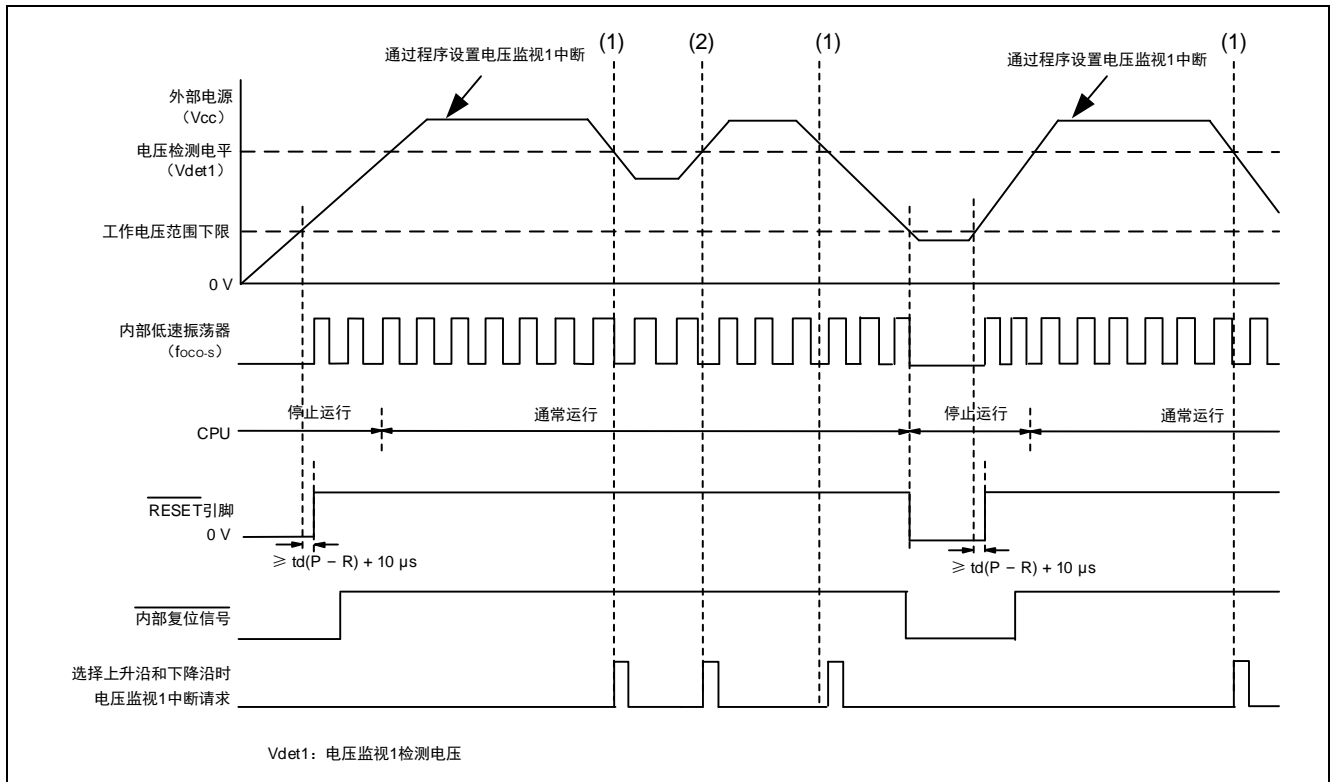 通过程序设置电压监视1中断
(1)
(2)
(1)
通过程序设置电压监视1中断
(1)
外部电源
（Vcc）
电压检测电平
（Vdet1）
工作电压范围下限
0 V
内部低速振荡器
（foco-s）
停止运行
通常运行
停止运行
通常运行
CPU
RESET引脚
0 V
≥ td(P − R) + 10 µs
≥ td(P − R) + 10 µs
内部复位信号
选择上升沿和下降沿时
电压监视1中断请求
Vdet1：电压监视1检测电压